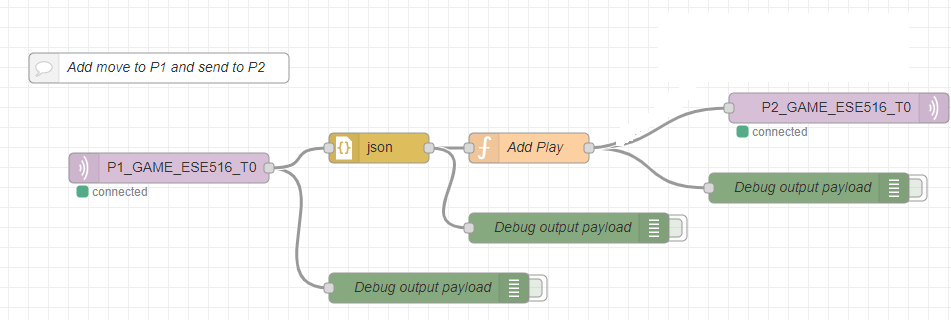 Add move to P1 and send to P2
P2_GAME_ESE516_T0
connected
json
Add Play
P1_GAME_ESE516_T0
connected
Debug output payload
Debug output payload
Debug output payload